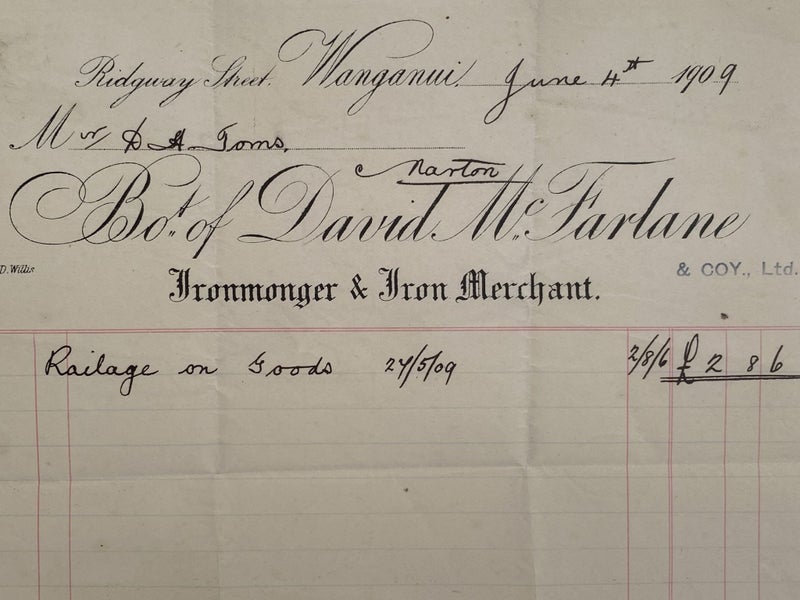 Ridgway Street. Wanganui. June 4th 1909
Mr D A Toms.
Marton
Bot. of David McFarlane
D. Willis
& COY., Ltd.
Ironmonger & Iron Merchant.
Railage on Goods 27/5/09 2/8/6 £ 2 8 6